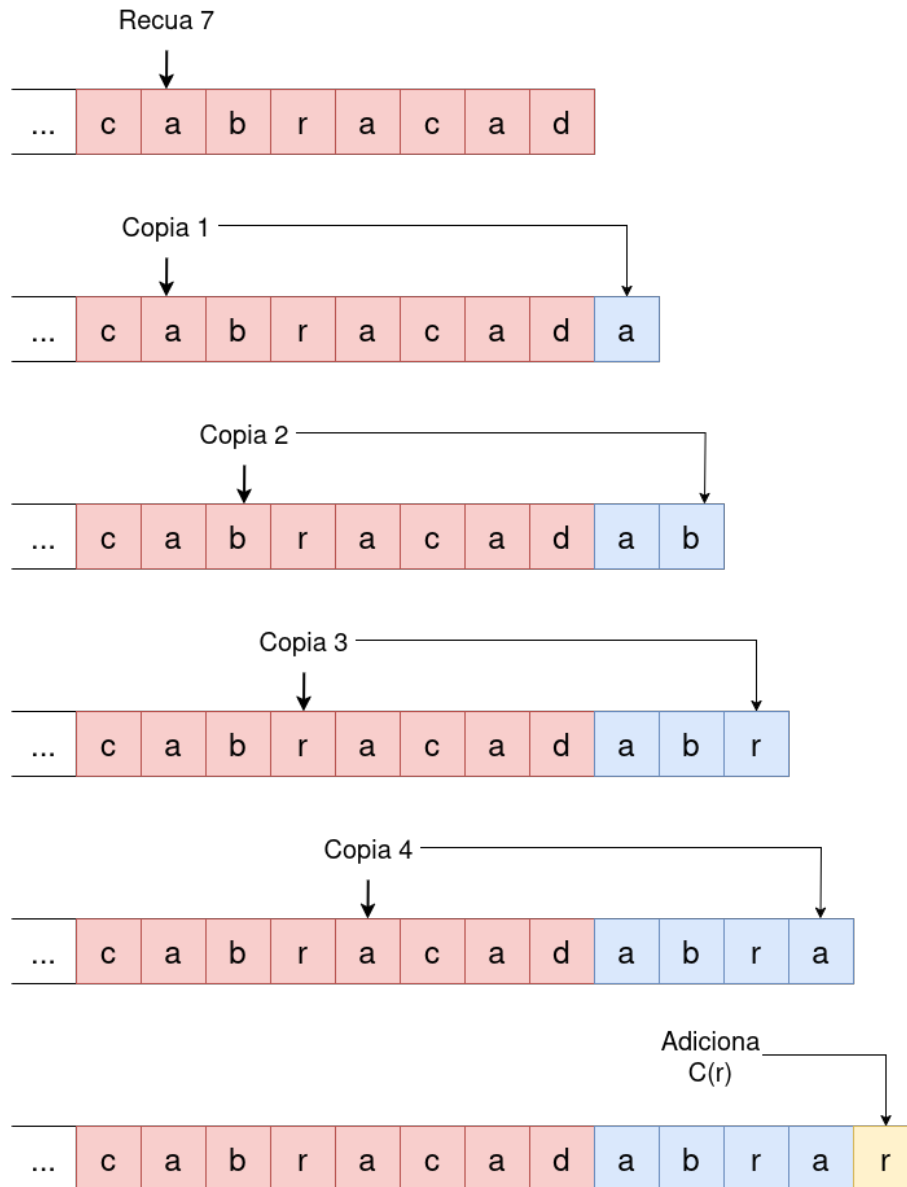 Recua 7
... c a b r a c a d
Copia 1
... c a b r a c a d a
Copia 2
... c a b r a c a d a b
Copia 3
... c a b r a c a d a b r
Copia 4
... c a b r a c a d a b r a
Adiciona
C(r)
... c a b r a c a d a b r a r